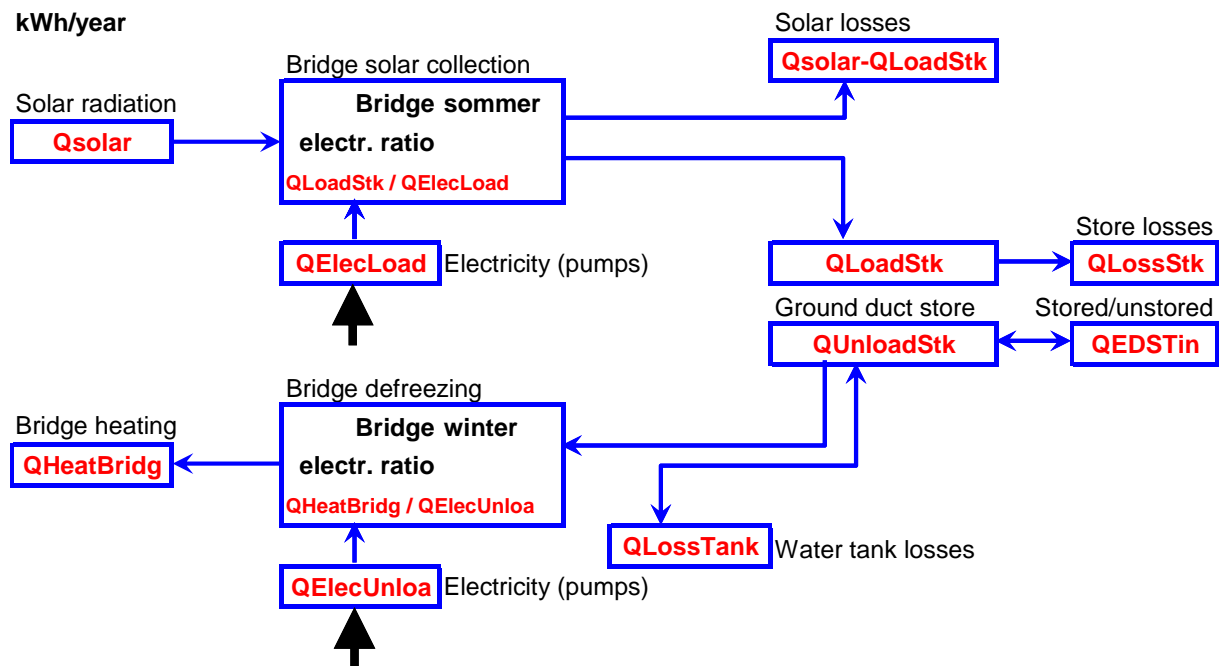 kWh/year
Solar losses
Qsolar-QLoadStk
Bridge solar collection
Solar radiation
Bridge sommer
Qsolar
electr. ratio
QLoadStk / QElecLoad
Store losses
QElecLoad
Electricity (pumps)
QLoadStk
QLossStk
Ground duct store
Stored/unstored
QUnloadStk
QEDSTin
Bridge defreezing
Bridge heating
Bridge winter
QHeatBridg
electr. ratio
QHeatBridg / QElecUnloa
QLossTank
Water tank losses
QElecUnloa
Electricity (pumps)